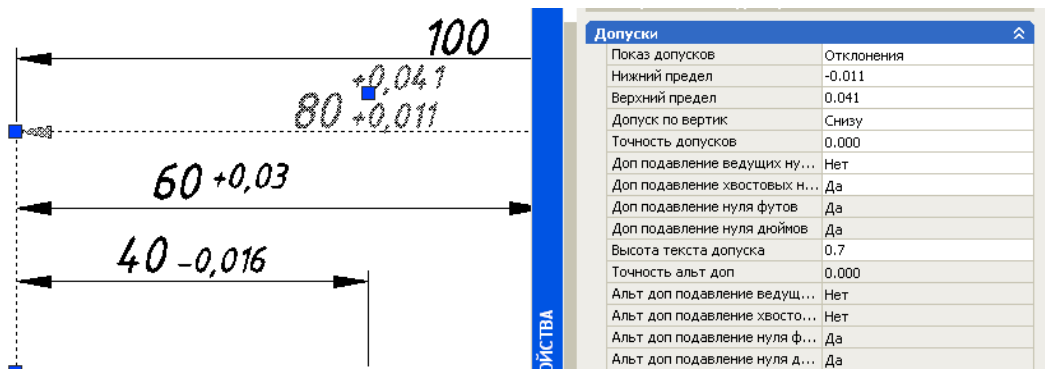 100
+0,041
80 +0,011
60 +0,03
40 -0,016
ЙСТВА
Допуски
Показ допусков Отклонения
Нижний предел -0.011
Верхний предел 0.041
Допуск по вертик Снизу
Точность допусков 0.000
Доп подавление ведущих ну... Нет
Доп подавление хвостовых н... Да
Доп подавление нуля футов Да
Доп подавление нуля дюймов Да
Высота текста допуска 0.7
Точность альт доп 0.000
Альт доп подавление ведущ... Нет
Альт доп подавление хвосто... Нет
Альт доп подавление нуля ф... Да
Альт доп подавление нуля д... Да